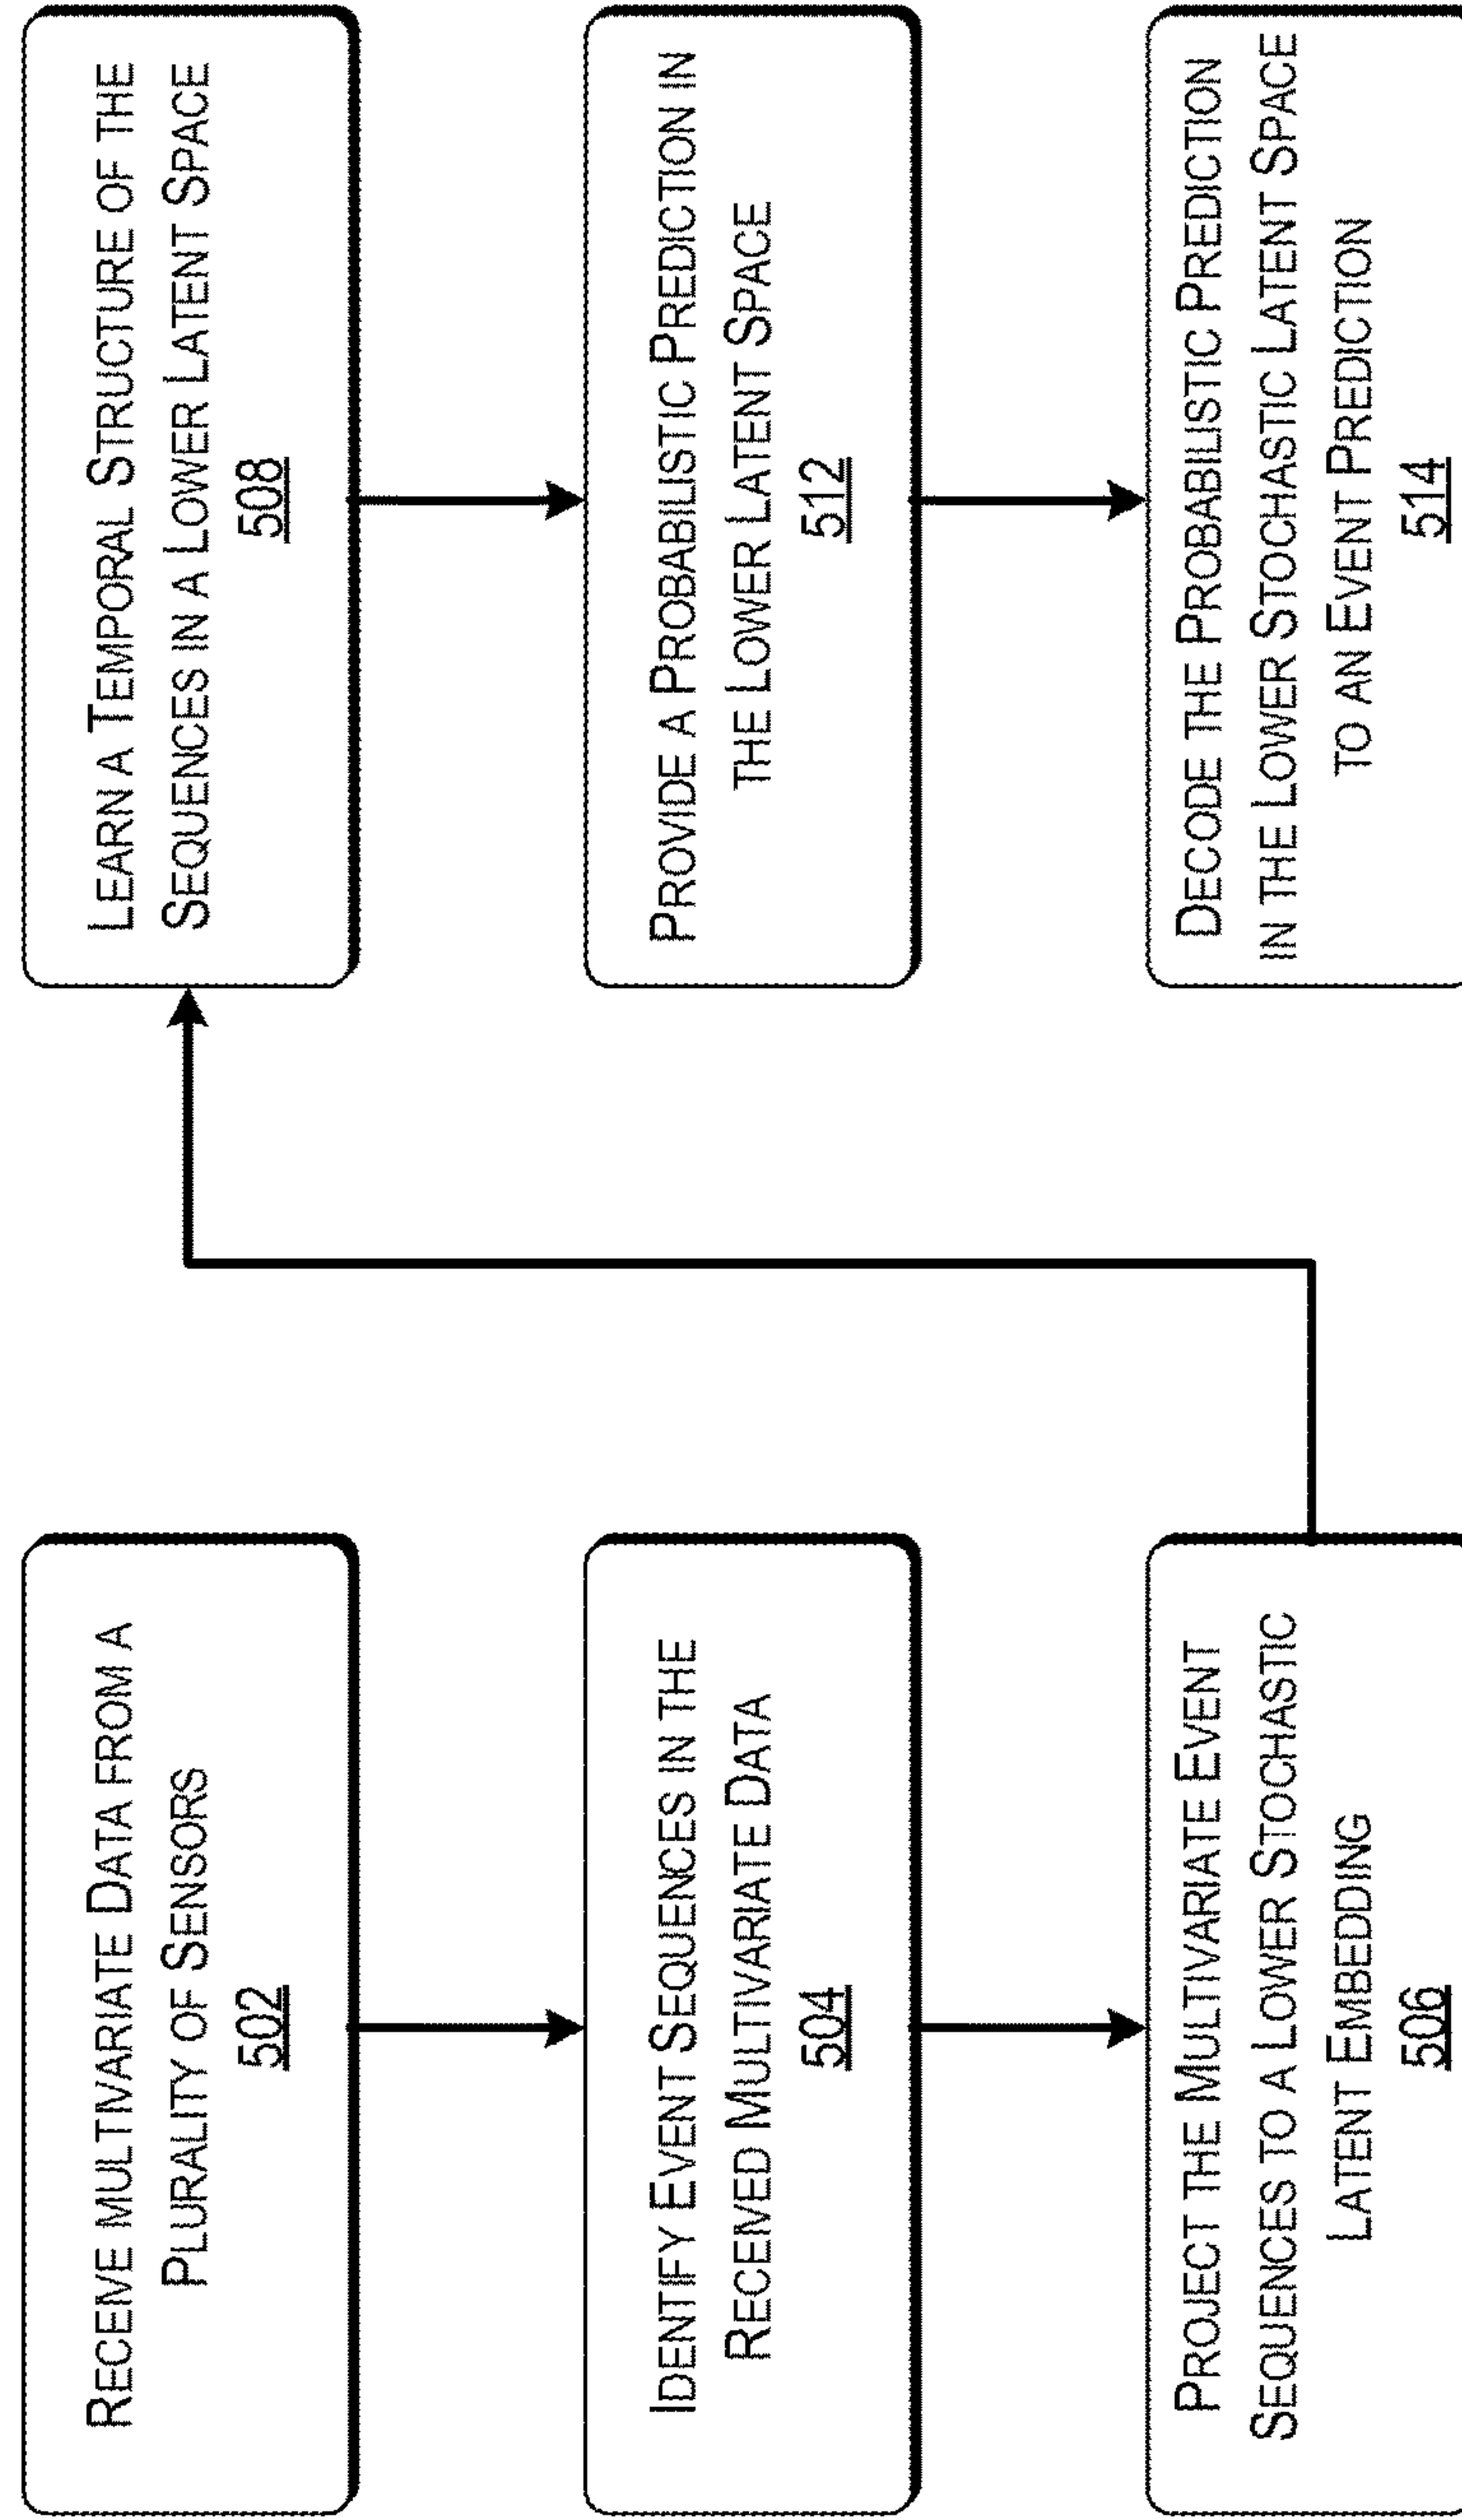 RECEIVE MULTIVARIATE DATA FROM A
PLURALITY OF SENSORS
502
IDENTIFY EVENT SEQUENCES IN THE
RECEIVED MULTIVARIATE DATA
504
PROJECT THE MULTIVARIATE EVENT
SEQUENCES TO A LOWER STOCHASTIC
LATENT EMBEDDING
506
LEARN A TEMPORAL STRUCTURE OF THE
SEQUENCES IN A LOWER LATENT SPACE
508
PROVIDE A PROBABILISTIC PREDICTION IN
THE LOWER LATENT SPACE
512
DECODE THE PROBABILISTIC PREDICTION
IN THE LOWER STOCHASTIC LATENT SPACE
TO AN EVENT PREDICTION
514